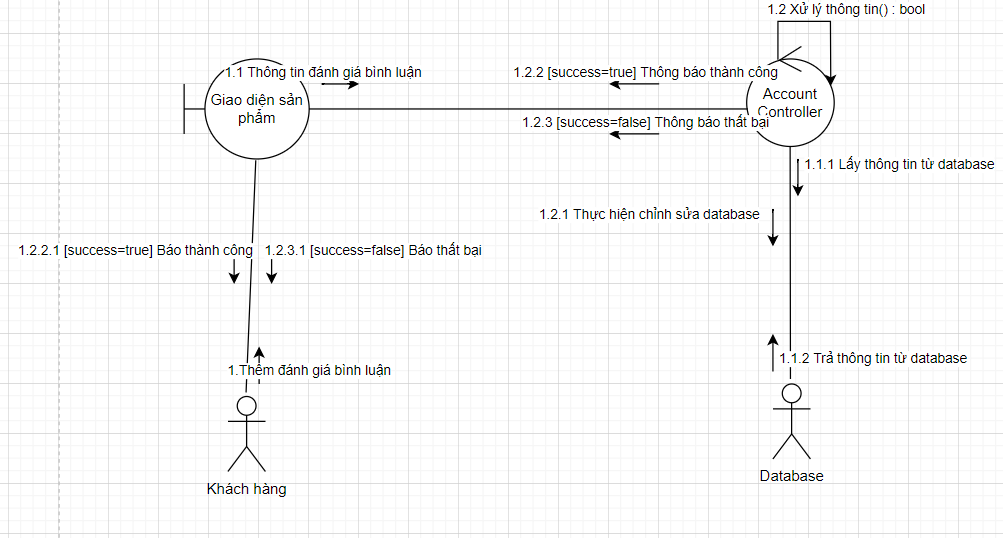 1.2 Xử lý thông tin() : bool
1.1 Thông tin đánh giá bình luận
1.2.2 [success=true] Thông báo thành công
Giao diện sản
phẩm
Account
Controller
1.2.3 [success=false] Thông báo thất bại
1.1.1 Lấy thông tin từ database
1.2.1 Thực hiện chỉnh sửa database
1.2.2.1 [success=true] Báo thành công
1.2.3.1 [success=false] Báo thất bại
1.1.2 Trả thông tin từ database
1.Thêm đánh giá bình luận
Database
Khách hàng